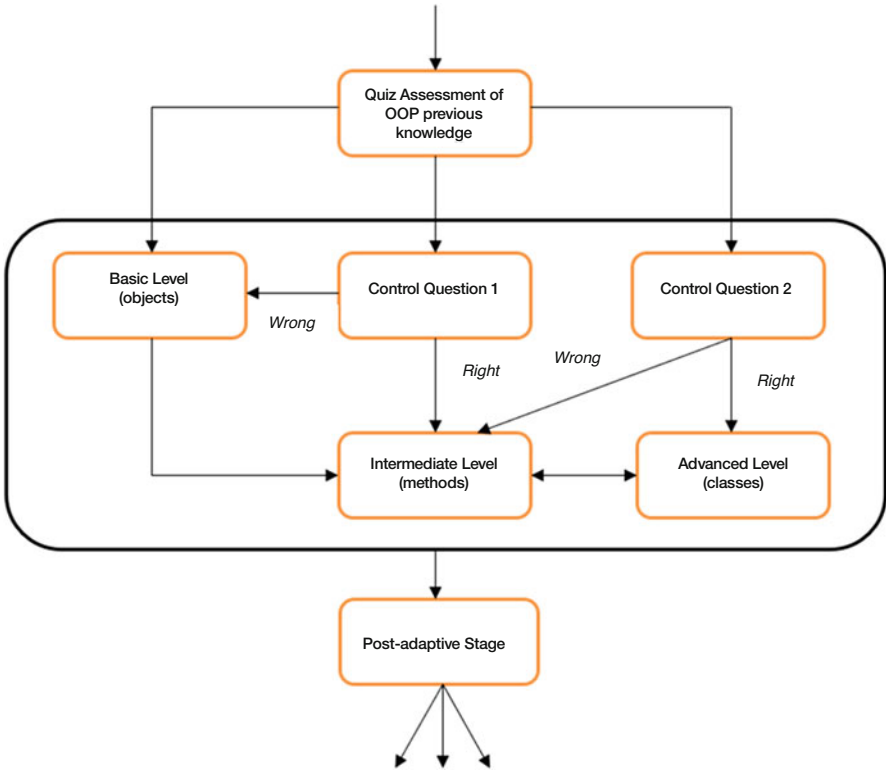 Quiz Assessment of
OOP previous
knowledge
Basic Level
(objects)
Control Question 1
Control Question 2
Wrong
Right
Wrong
Right
Intermediate Level
(methods)
Advanced Level
(classes)
Post-adaptive Stage